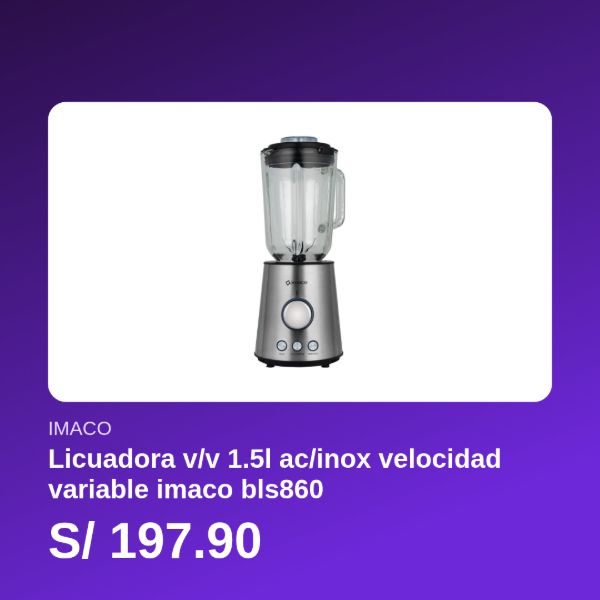 IMACO
Licuadora v/v 1.5l ac/inox velocidad
variable imaco bls860
S/ 197.90